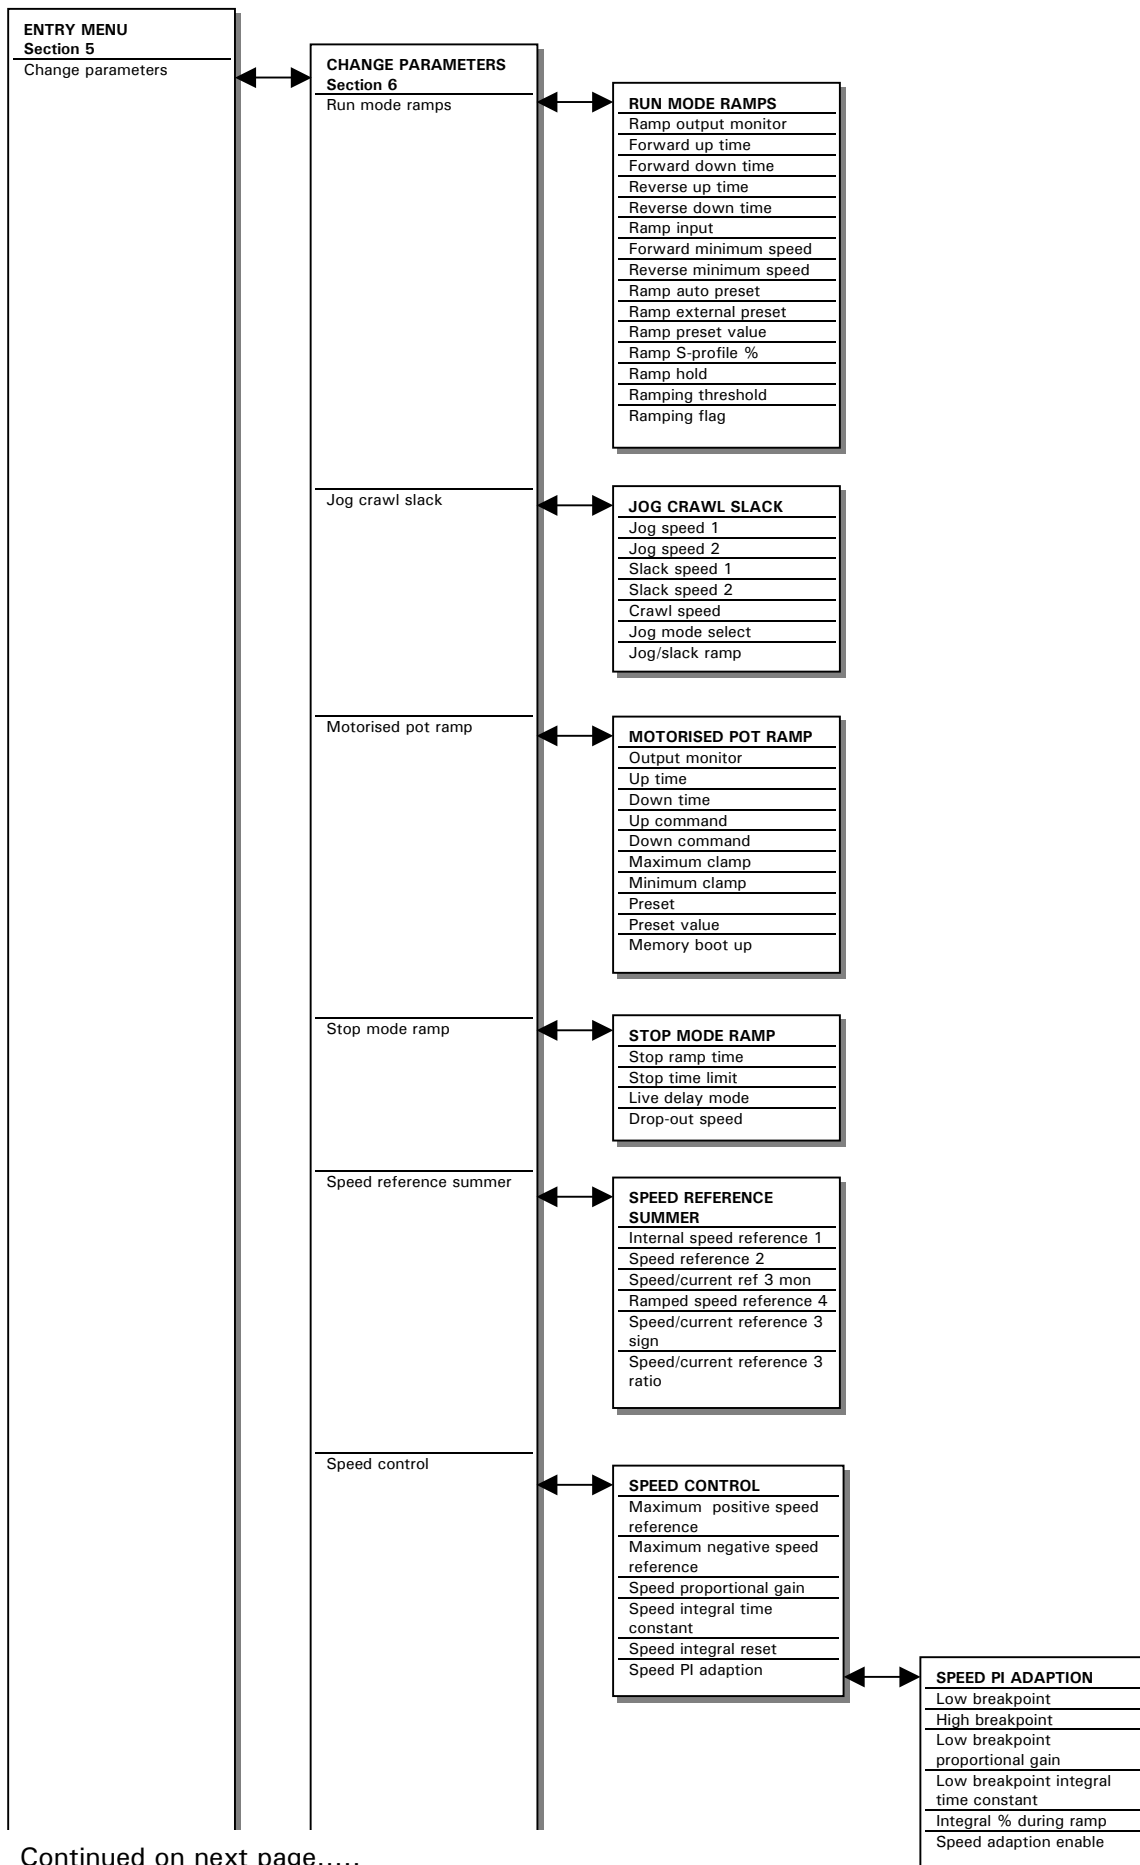 ENTRY MENU
Section 5
Change parameters
CHANGE PARAMETERS
Section 6
Run mode ramps
RUN MODE RAMPS
Ramp output monitor
Forward up time
Forward down time
Reverse up time
Reverse down time
Ramp input
Forward minimum speed
Reverse minimum speed
Ramp auto preset
Ramp external preset
Ramp preset value
Ramp S-profile %
Ramp hold
Ramping threshold
Ramping flag
Jog crawl slack
JOG CRAWL SLACK
Jog speed 1
Jog speed 2
Slack speed 1
Slack speed 2
Crawl speed
Jog mode select
Jog/slack ramp
Motorised pot ramp
MOTORISED POT RAMP
Output monitor
Up time
Down time
Up command
Down command
Maximum clamp
Minimum clamp
Preset
Preset value
Memory boot up
Stop mode ramp
STOP MODE RAMP
Stop ramp time
Stop time limit
Live delay mode
Drop-out speed
Speed reference summer
SPEED REFERENCE
SUMMER
Internal speed reference 1
Speed reference 2
Speed/current ref 3 mon
Ramped speed reference 4
Speed/current reference 3
sign
Speed/current reference 3
ratio
Speed control
SPEED CONTROL
Maximum positive speed
reference
Maximum negative speed
reference
Speed proportional gain
Speed integral time
constant
Speed integral reset
Speed PI adaption
SPEED PI ADAPTION
Low breakpoint
High breakpoint
Low breakpoint
proportional gain
Low breakpoint integral
time constant
Integral % during ramp
Speed adaption enable
Continued on next page.....